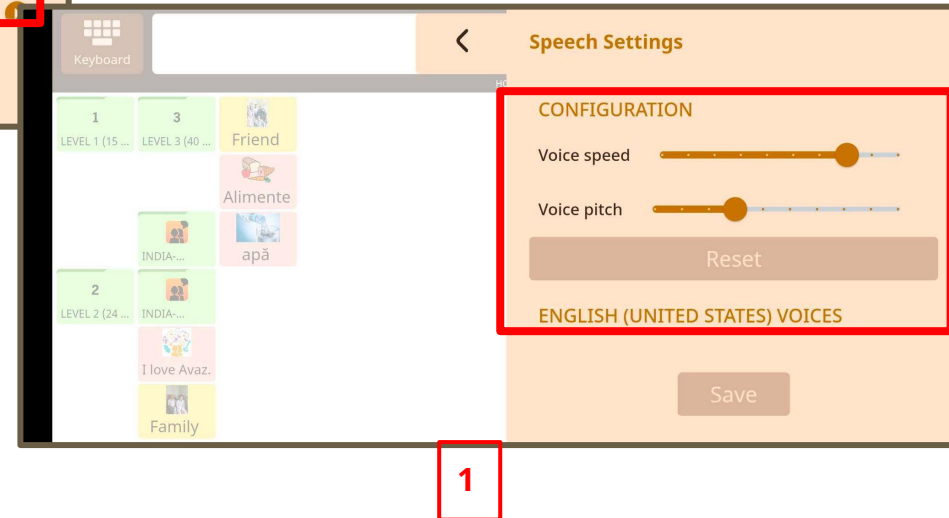 Keyboard
Speech Settings
HO
CONFIGURATION
Voice speed
Voice pitch
Reset
ENGLISH (UNITED STATES) VOICES
Save
1
LEVEL 1 (15 ...
3
LEVEL 3 (40 ...
Friend
Alimente
INDIA-...
apă
2
LEVEL 2 (24 ...
INDIA-...
I love Avaz.
Family
1